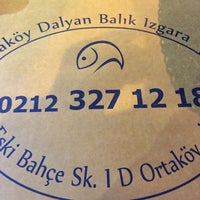 aköy Dalyan Balık Izgara
0212 327 12 18
Eski Bahçe Sk. 1 D Ortaköy